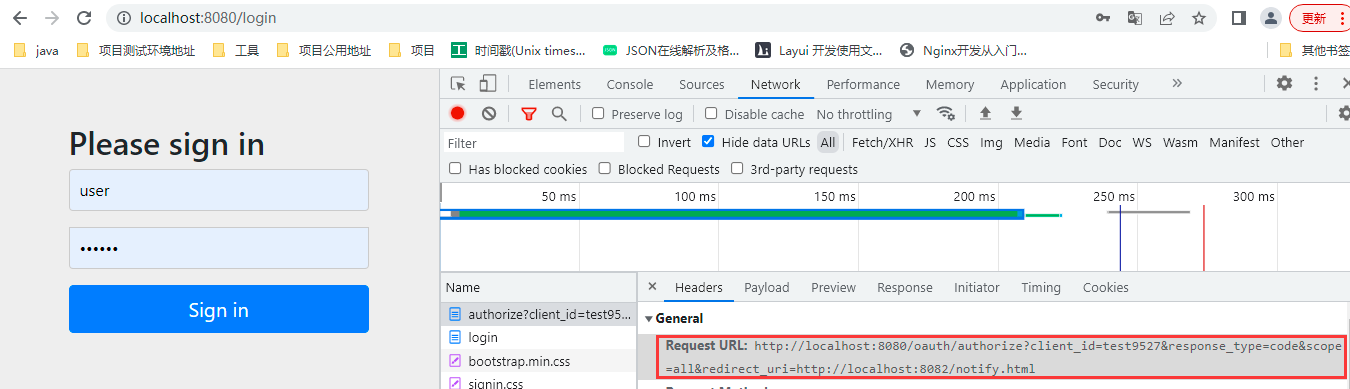 localhost:8080/login
更新
java
项目测试环境地址
工具
项目公用地址
项目
时间戳(Unix times...
JSON在线解析及格...
Layui 开发使用文...
Nginx开发从入门...
其他书签
Please sign in
user
••••••
Sign in
Elements Console Sources Network Performance Memory Application Security »
Preserve log Disable cache No throttling
Filter Invert Hide data URLs All Fetch/XHR JS CSS Img Media Font Doc WS Wasm Manifest Other
Has blocked cookies Blocked Requests 3rd-party requests
50 ms 100 ms 150 ms 200 ms 250 ms 300 ms
Name
authorize?client_id=test95...
login
bootstrap.min.css
signin.css
Headers Payload Preview Response Initiator Timing Cookies
General
Request URL: http://localhost:8080/oauth/authorize?client_id=test9527&response_type=code&scope
=all&redirect_uri=http://localhost:8082/notify.html